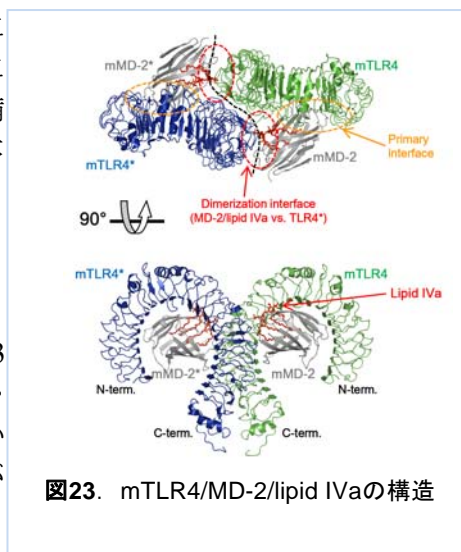 mMD-2*
mTLR4
mTLR4*
mMD-2
Primary
interface
Dimerization interface
(MD-2/lipid IVa vs. TLR4*)
90°
mTLR4*
mTLR4
Lipid IVa
mMD-2*
mMD-2
N-term.
N-term.
C-term.
C-term.
図23. mTLR4/MD-2/lipid IVaの構造